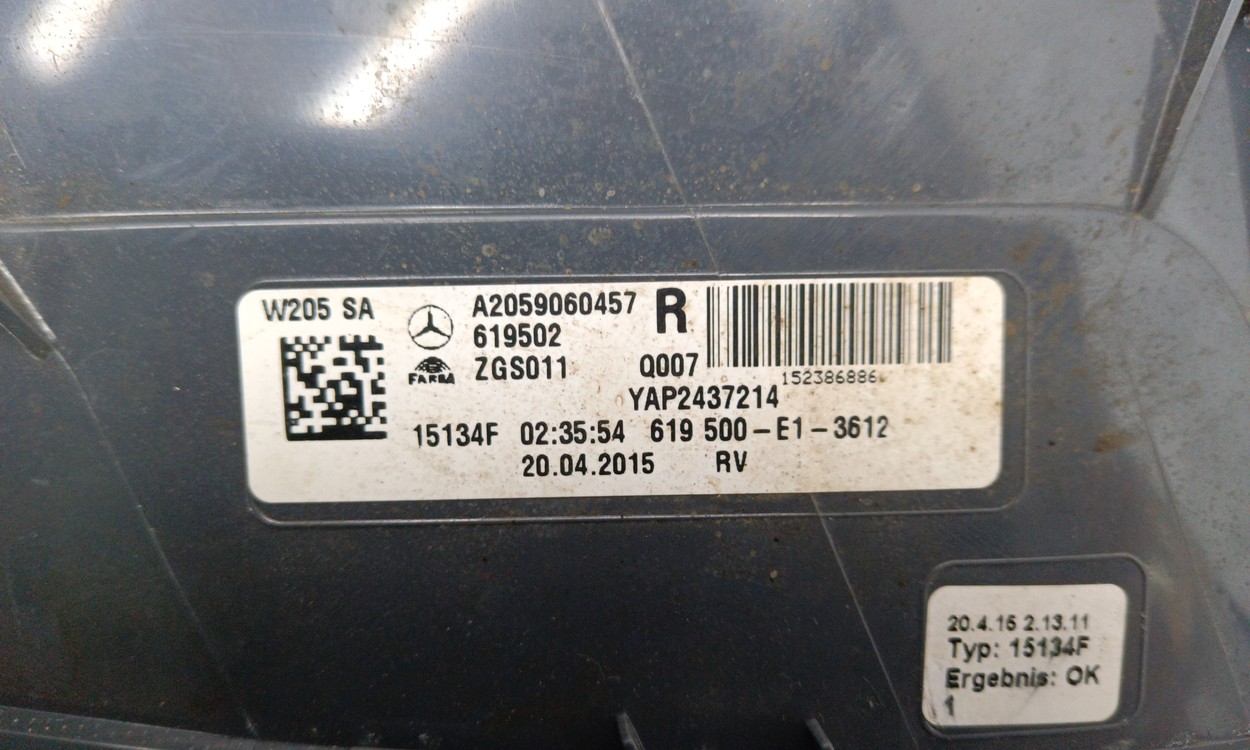 W205 SA
A2059060457 R
619502
FARBA ZGS011 Q007
152386886
YAP2437214
15134F 02:35:54 619 500-E1-3612
20.04.2015 RV
20.4.15 2.13.11
Typ: 15134F
Ergebnis: OK
1